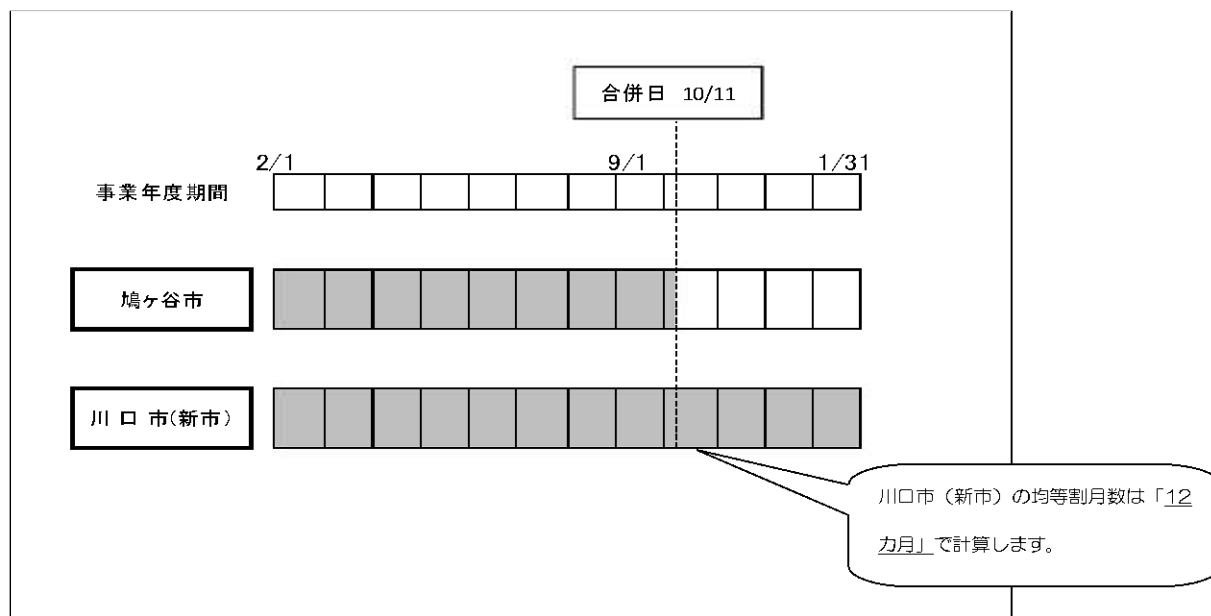 合併日 10/11
2/1 9/1 1/31
事業年度期間
鳩ヶ谷市
川口市(新市)
川口市（新市）の均等割月数は「12
カ月」で計算します。